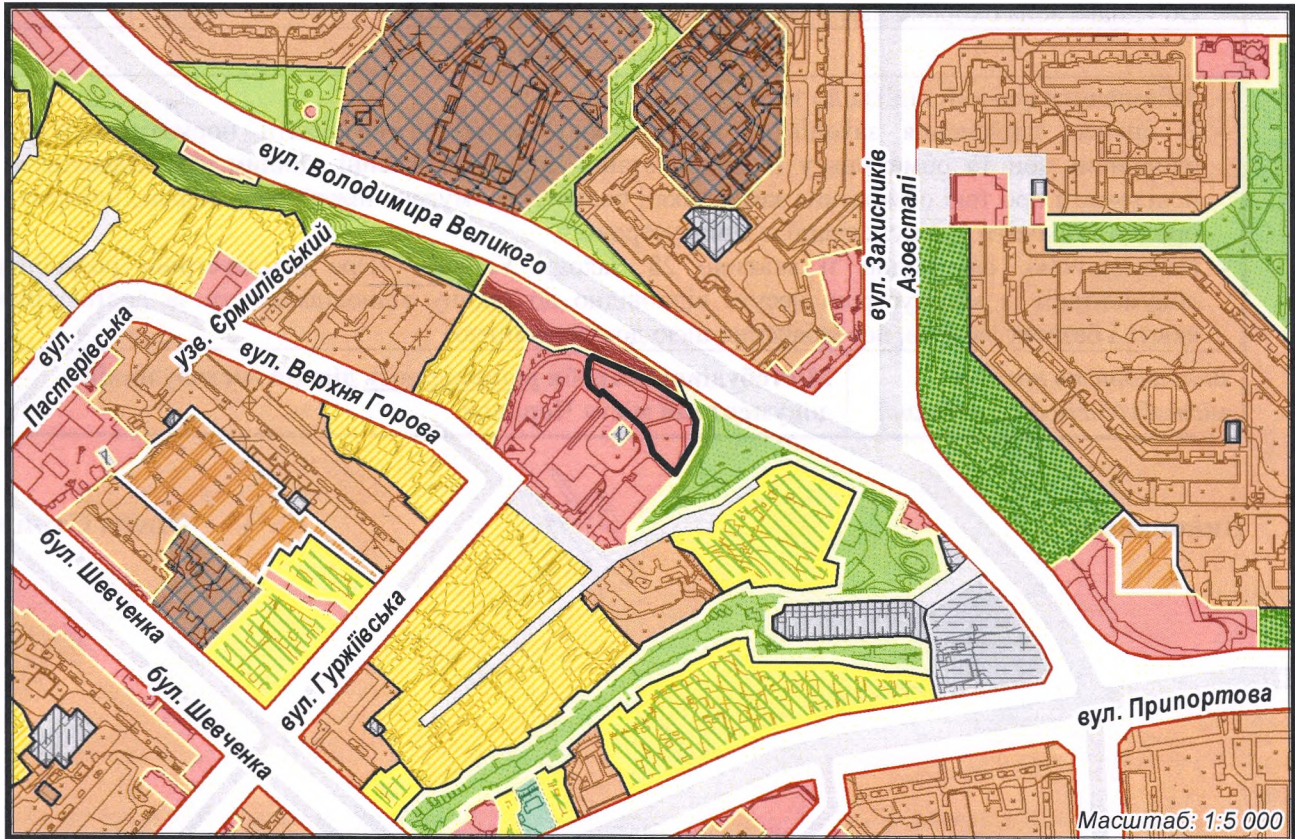 вул. Володимира Великого
вул. Захисників
Азовсталі
узв. Єрмилівський
вул.
Пастерівська
вул. Верхня Горова
бул. Шевченка
бул. Шевченка
вул. Гуржіївська
вул. Припортова
Масштаб: 1:5 000